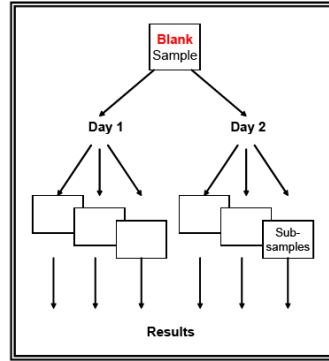 Blank
Sample
Day 1
Day 2
Sub-
samples
Results